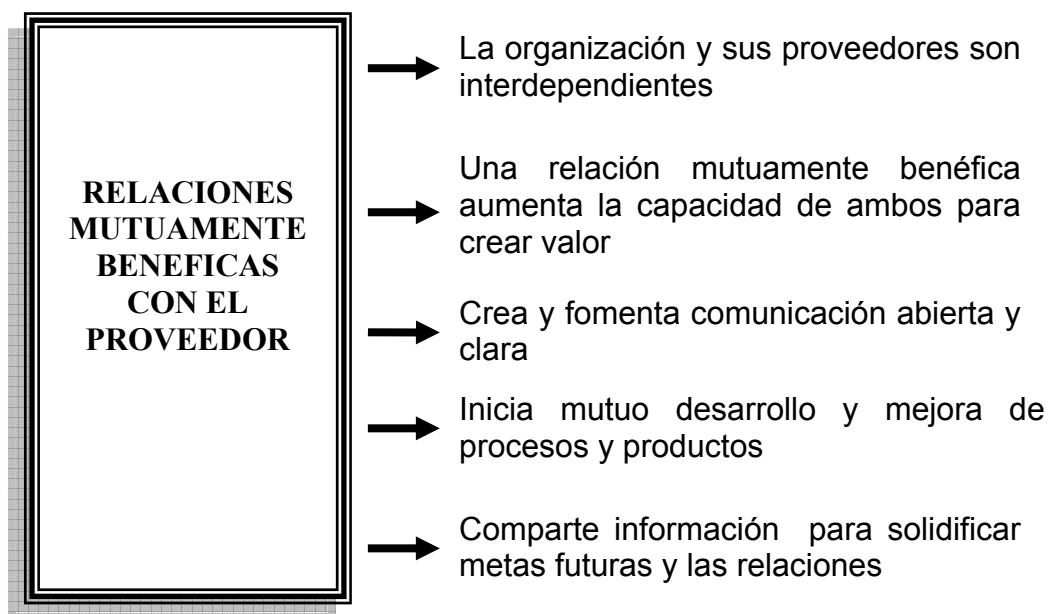 RELACIONES
MUTUAMENTE
BENEFICAS
CON EL
PROVEEDOR
La organización y sus proveedores son
interdependientes
Una relación mutuamente benéfica
aumenta la capacidad de ambos para
crear valor
Crea y fomenta comunicación abierta y
clara
Inicia mutuo desarrollo y mejora de
procesos y productos
Comparte información para solidificar
metas futuras y las relaciones